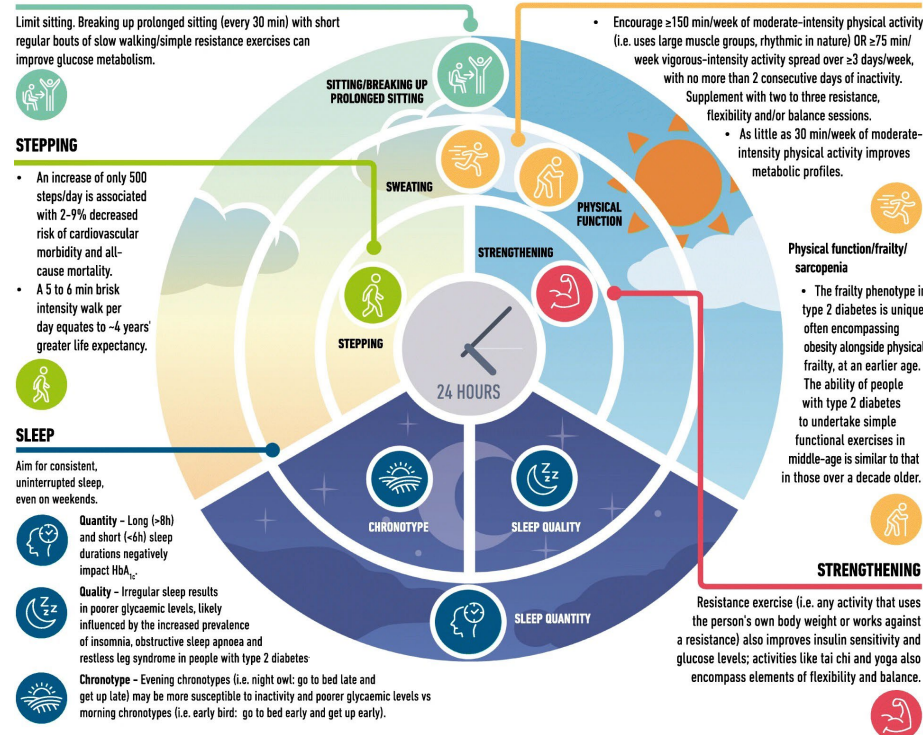 Limit sitting. Breaking up prolonged sitting (every 30 min) with short
regular bouts of slow walking/simple resistance exercises can
improve glucose metabolism.
STEPPING
• An increase of only 500
steps/day is associated
with 2-9% decreased
risk of cardiovascular
morbidity and all-
cause mortality.
• A 5 to 6 min brisk
intensity walk per
day equates to ~4 years'
greater life expectancy.
SLEEP
Aim for consistent,
uninterrupted sleep,
even on weekends.
Quantity – Long (>8h)
and short (<6h) sleep
durations negatively
impact HbA1c.
Quality – Irregular sleep results
in poorer glycaemic levels, likely
influenced by the increased prevalence
of insomnia, obstructive sleep apnoea and
restless leg syndrome in people with type 2 diabetes
Chronotype – Evening chronotypes (i.e. night owl: go to bed late and
get up late) may be more susceptible to inactivity and poorer glycaemic levels vs
morning chronotypes (i.e. early bird: go to bed early and get up early).
SITTING/BREAKING UP
PROLONGED SITTING
SWEATING
PHYSICAL
FUNCTION
STRENGTHENING
STEPPING
24 HOURS
CHRONOTYPE
SLEEP QUALITY
ZZZ
SLEEP QUANTITY
• Encourage ≥150 min/week of moderate-intensity physical activity
(i.e. uses large muscle groups, rhythmic in nature) OR ≥75 min/
week vigorous-intensity activity spread over ≥3 days/week,
with no more than 2 consecutive days of inactivity.
Supplement with two to three resistance,
flexibility and/or balance sessions.
• As little as 30 min/week of moderate-
intensity physical activity improves
metabolic profiles.
Physical function/frailty/
sarcopenia
• The frailty phenotype in
type 2 diabetes is unique
often encompassing
obesity alongside physical
frailty, at an earlier age.
The ability of people
with type 2 diabetes
to undertake simple
functional exercises in
middle-age is similar to that
in those over a decade older.
STRENGTHENING
Resistance exercise (i.e. any activity that uses
the person's own body weight or works against
a resistance) also improves insulin sensitivity and
glucose levels; activities like tai chi and yoga also
encompass elements of flexibility and balance.